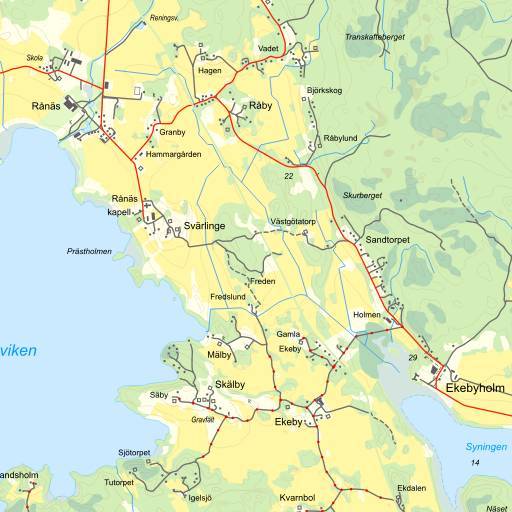 Reningsv.
Transkaffeberget
Vadet
Skola
Hagen
Björkskog
Rånäs
Råby
Granby
Råbylund
Hammargården
22
Skurberget
Rånäs
kapell
Västgötatorp
Svärlinge
Sandtorpet
Prästholmen
Freden
Fredslund
Holmen
Gamla
Ekeby
viken
Mälby
29
Skälby
Ekebyholm
Säby
Gravfält
Ekeby
Syningen
14
Sjötorpet
andsholm
Tutorpet
Igelsjö
Kvarnbol
Ekdalen
Näset